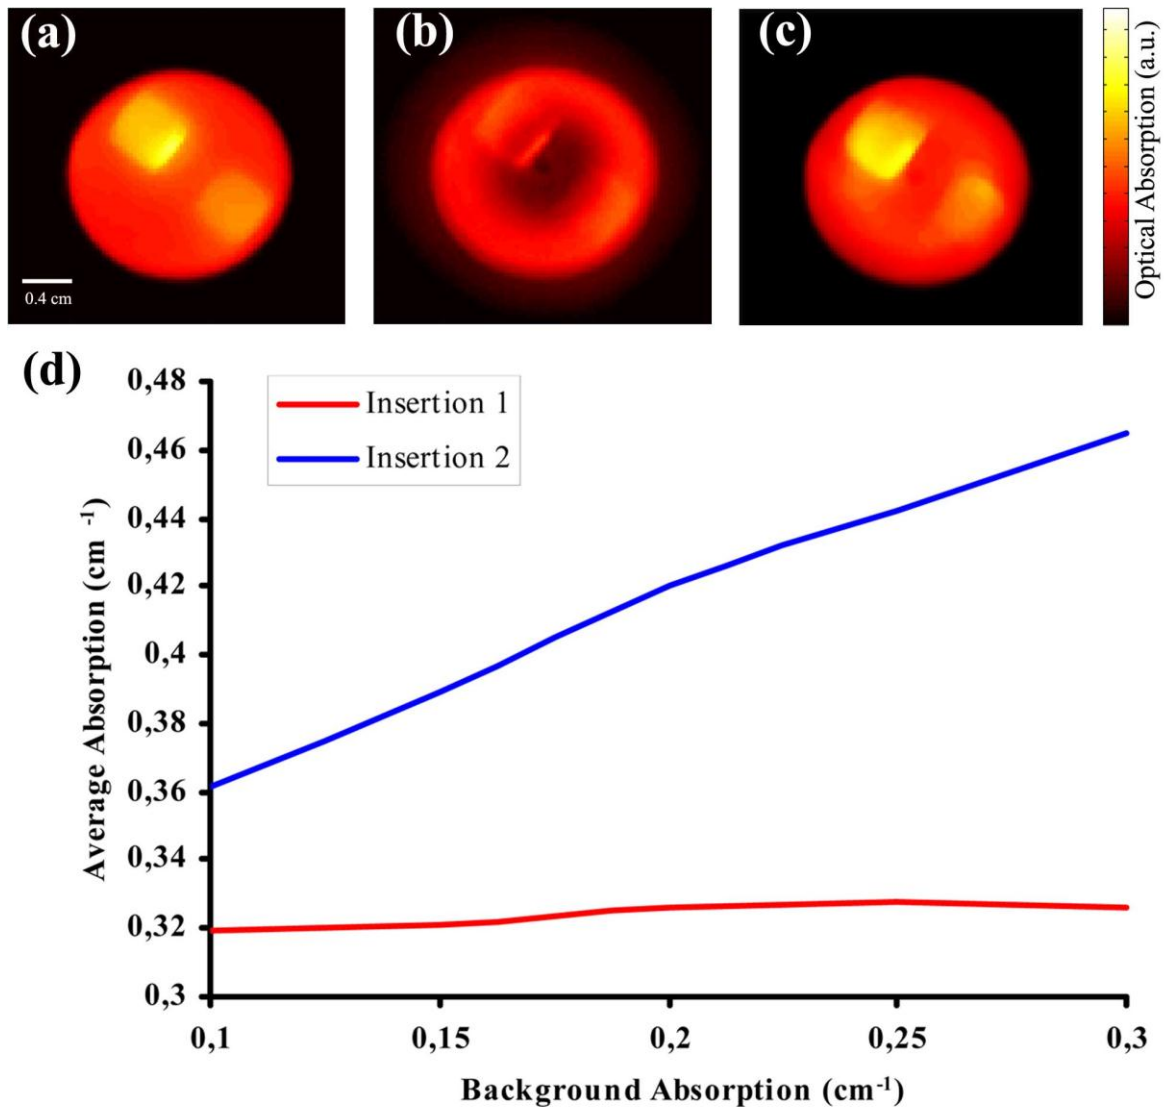 (a)
(b)
(c)
Optical Absorption (a.u.)
0.4 cm
(d)
0,48
0,46
0,44
0,42
0,4
0,38
0,36
0,34
0,32
0,3
Average Absorption (cm ⁻¹)
Insertion 1
Insertion 2
0,1
0,15
0,2
0,25
0,3
Background Absorption (cm⁻¹)